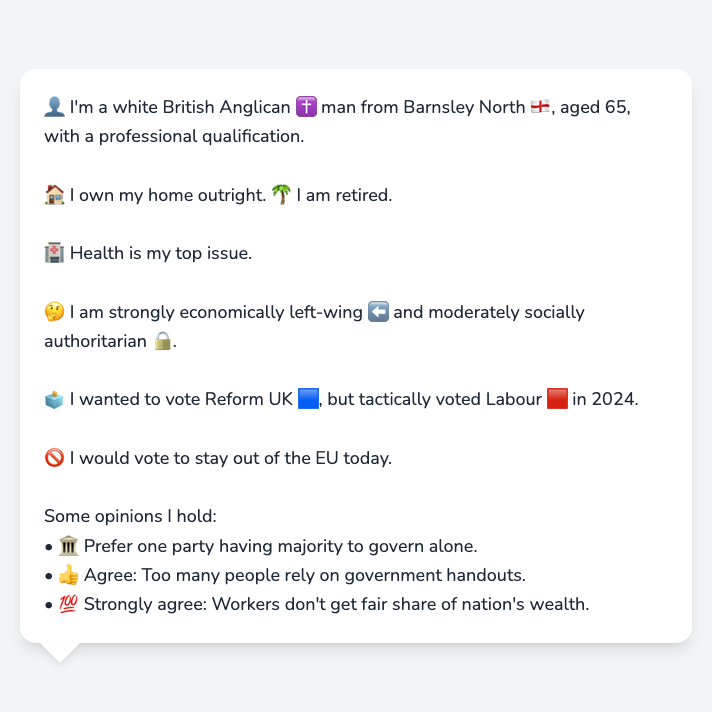 👤 I'm a white British Anglican ✝️ man from Barnsley North 🏴󠁧󠁢󠁥󠁮󠁧󠁿, aged 65,
with a professional qualification.
🏠 I own my home outright. 🌴 I am retired.
🏥 Health is my top issue.
🤔 I am strongly economically left-wing ⬅️ and moderately socially
authoritarian 🔒.
🗳️ I wanted to vote Reform UK 🟦, but tactically voted Labour 🟥 in 2024.
🚫 I would vote to stay out of the EU today.
Some opinions I hold:
• 🏛️ Prefer one party having majority to govern alone.
• 👍 Agree: Too many people rely on government handouts.
• 💯 Strongly agree: Workers don't get fair share of nation's wealth.